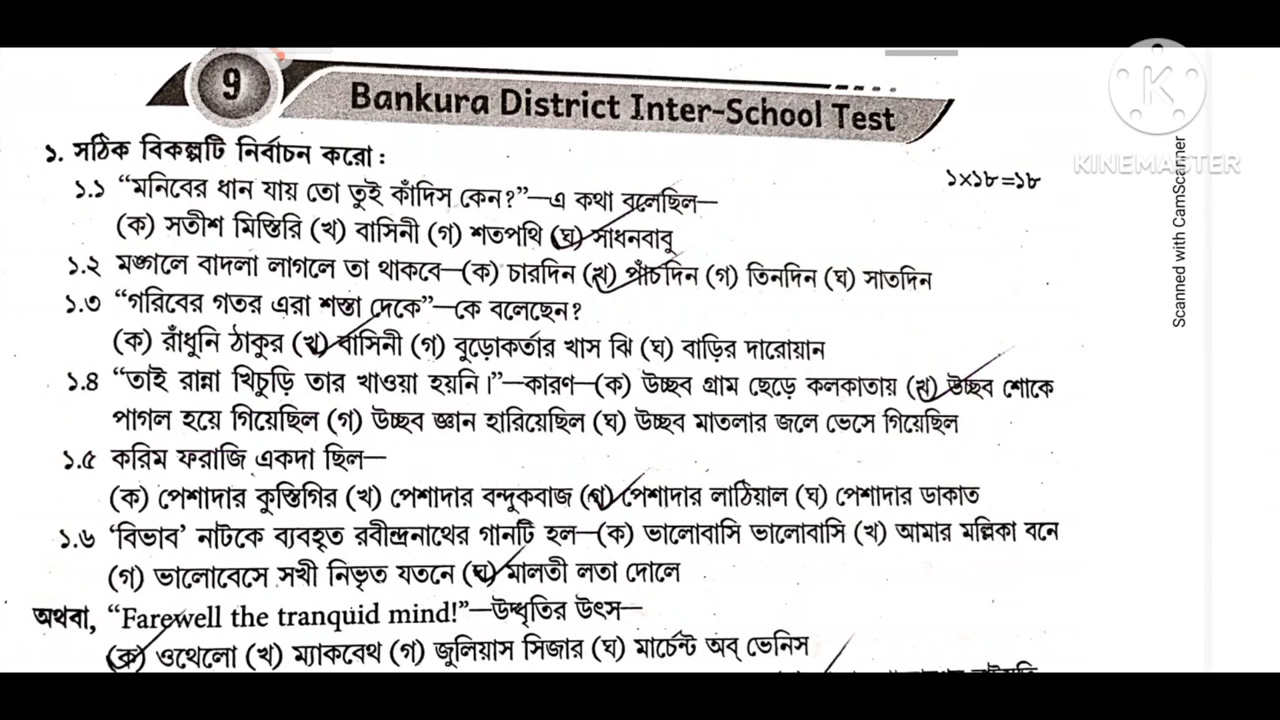 9
Bankura District Inter-School Test
K
KINEMASTER
Scanned with CamScanner
১. সঠিক বিকল্পটি নির্বাচন করো :
১×১৮=১৮
১.১ “মনিবের ধান যায় তো তুই কাঁদিস কেন?”—এ কথা বলেছিল—
(ক) সতীশ মিস্তিরি (খ) বাসিনী (গ) শতপথি (ঘ) সাধনবাবু
১.২ মঙ্গলে বাদলা লাগলে তা থাকবে—(ক) চারদিন (খ) পাঁচদিন (গ) তিনদিন (ঘ) সাতদিন
১.৩ “গরিবের গতর এরা শস্তা দেকে”—কে বলেছেন?
(ক) রাঁধুনি ঠাকুর (খ) বাসিনী (গ) বুড়োকর্তার খাস ঝি (ঘ) বাড়ির দারোয়ান
১.৪ “তাই রান্না খিচুড়ি তার খাওয়া হয়নি।”—কারণ—(ক) উচ্ছব গ্রাম ছেড়ে কলকাতায় (খ) উচ্ছব শোকে
পাগল হয়ে গিয়েছিল (গ) উচ্ছব জ্ঞান হারিয়েছিল (ঘ) উচ্ছব মাতলার জলে ভেসে গিয়েছিল
১.৫ করিম ফরাজি একদা ছিল—
(ক) পেশাদার কুস্তিগির (খ) পেশাদার বন্দুকবাজ (গ) পেশাদার লাঠিয়াল (ঘ) পেশাদার ডাকাত
১.৬ ‘বিভাব’ নাটকে ব্যবহৃত রবীন্দ্রনাথের গানটি হল—(ক) ভালোবাসি ভালোবাসি (খ) আমার মল্লিকা বনে
(গ) ভালোবেসে সখী নিভৃত যতনে (ঘ) মালতী লতা দোলে
অথবা, “Farewell the tranquid mind!”—উদ্ধৃতির উৎস—
(ক) ওথেলো (খ) ম্যাকবেথ (গ) জুলিয়াস সিজার (ঘ) মার্চেন্ট অব্ ভেনিস